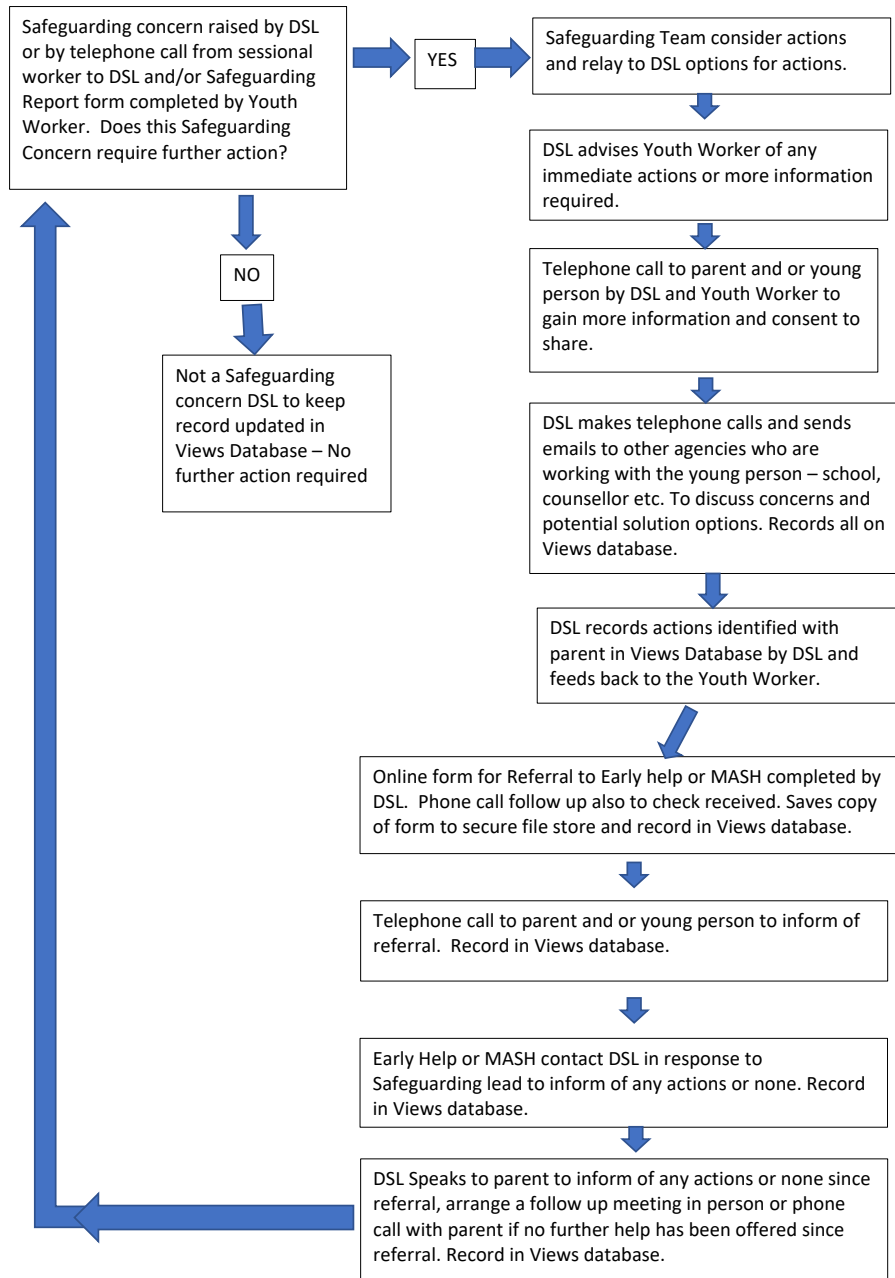 Safeguarding concern raised by DSL
or by telephone call from sessional
worker to DSL and/or Safeguarding
Report form completed by Youth
Worker.  Does this Safeguarding
Concern require further action?
YES
Safeguarding Team consider actions
and relay to DSL options for actions.
DSL advises Youth Worker of any
immediate actions or more information
required.
NO
Telephone call to parent and or young
person by DSL and Youth Worker to
gain more information and consent to
share.
Not a Safeguarding
concern DSL to keep
record updated in
Views Database – No
further action required
DSL makes telephone calls and sends
emails to other agencies who are
working with the young person – school,
counsellor etc. To discuss concerns and
potential solution options. Records all on
Views database.
DSL records actions identified with
parent in Views Database by DSL and
feeds back to the Youth Worker.
Online form for Referral to Early help or MASH completed by
DSL.  Phone call follow up also to check received. Saves copy
of form to secure file store and record in Views database.
Telephone call to parent and or young person to inform of
referral.  Record in Views database.
Early Help or MASH contact DSL in response to
Safeguarding lead to inform of any actions or none. Record
in Views database.
DSL Speaks to parent to inform of any actions or none since
referral, arrange a follow up meeting in person or phone
call with parent if no further help has been offered since
referral. Record in Views database.